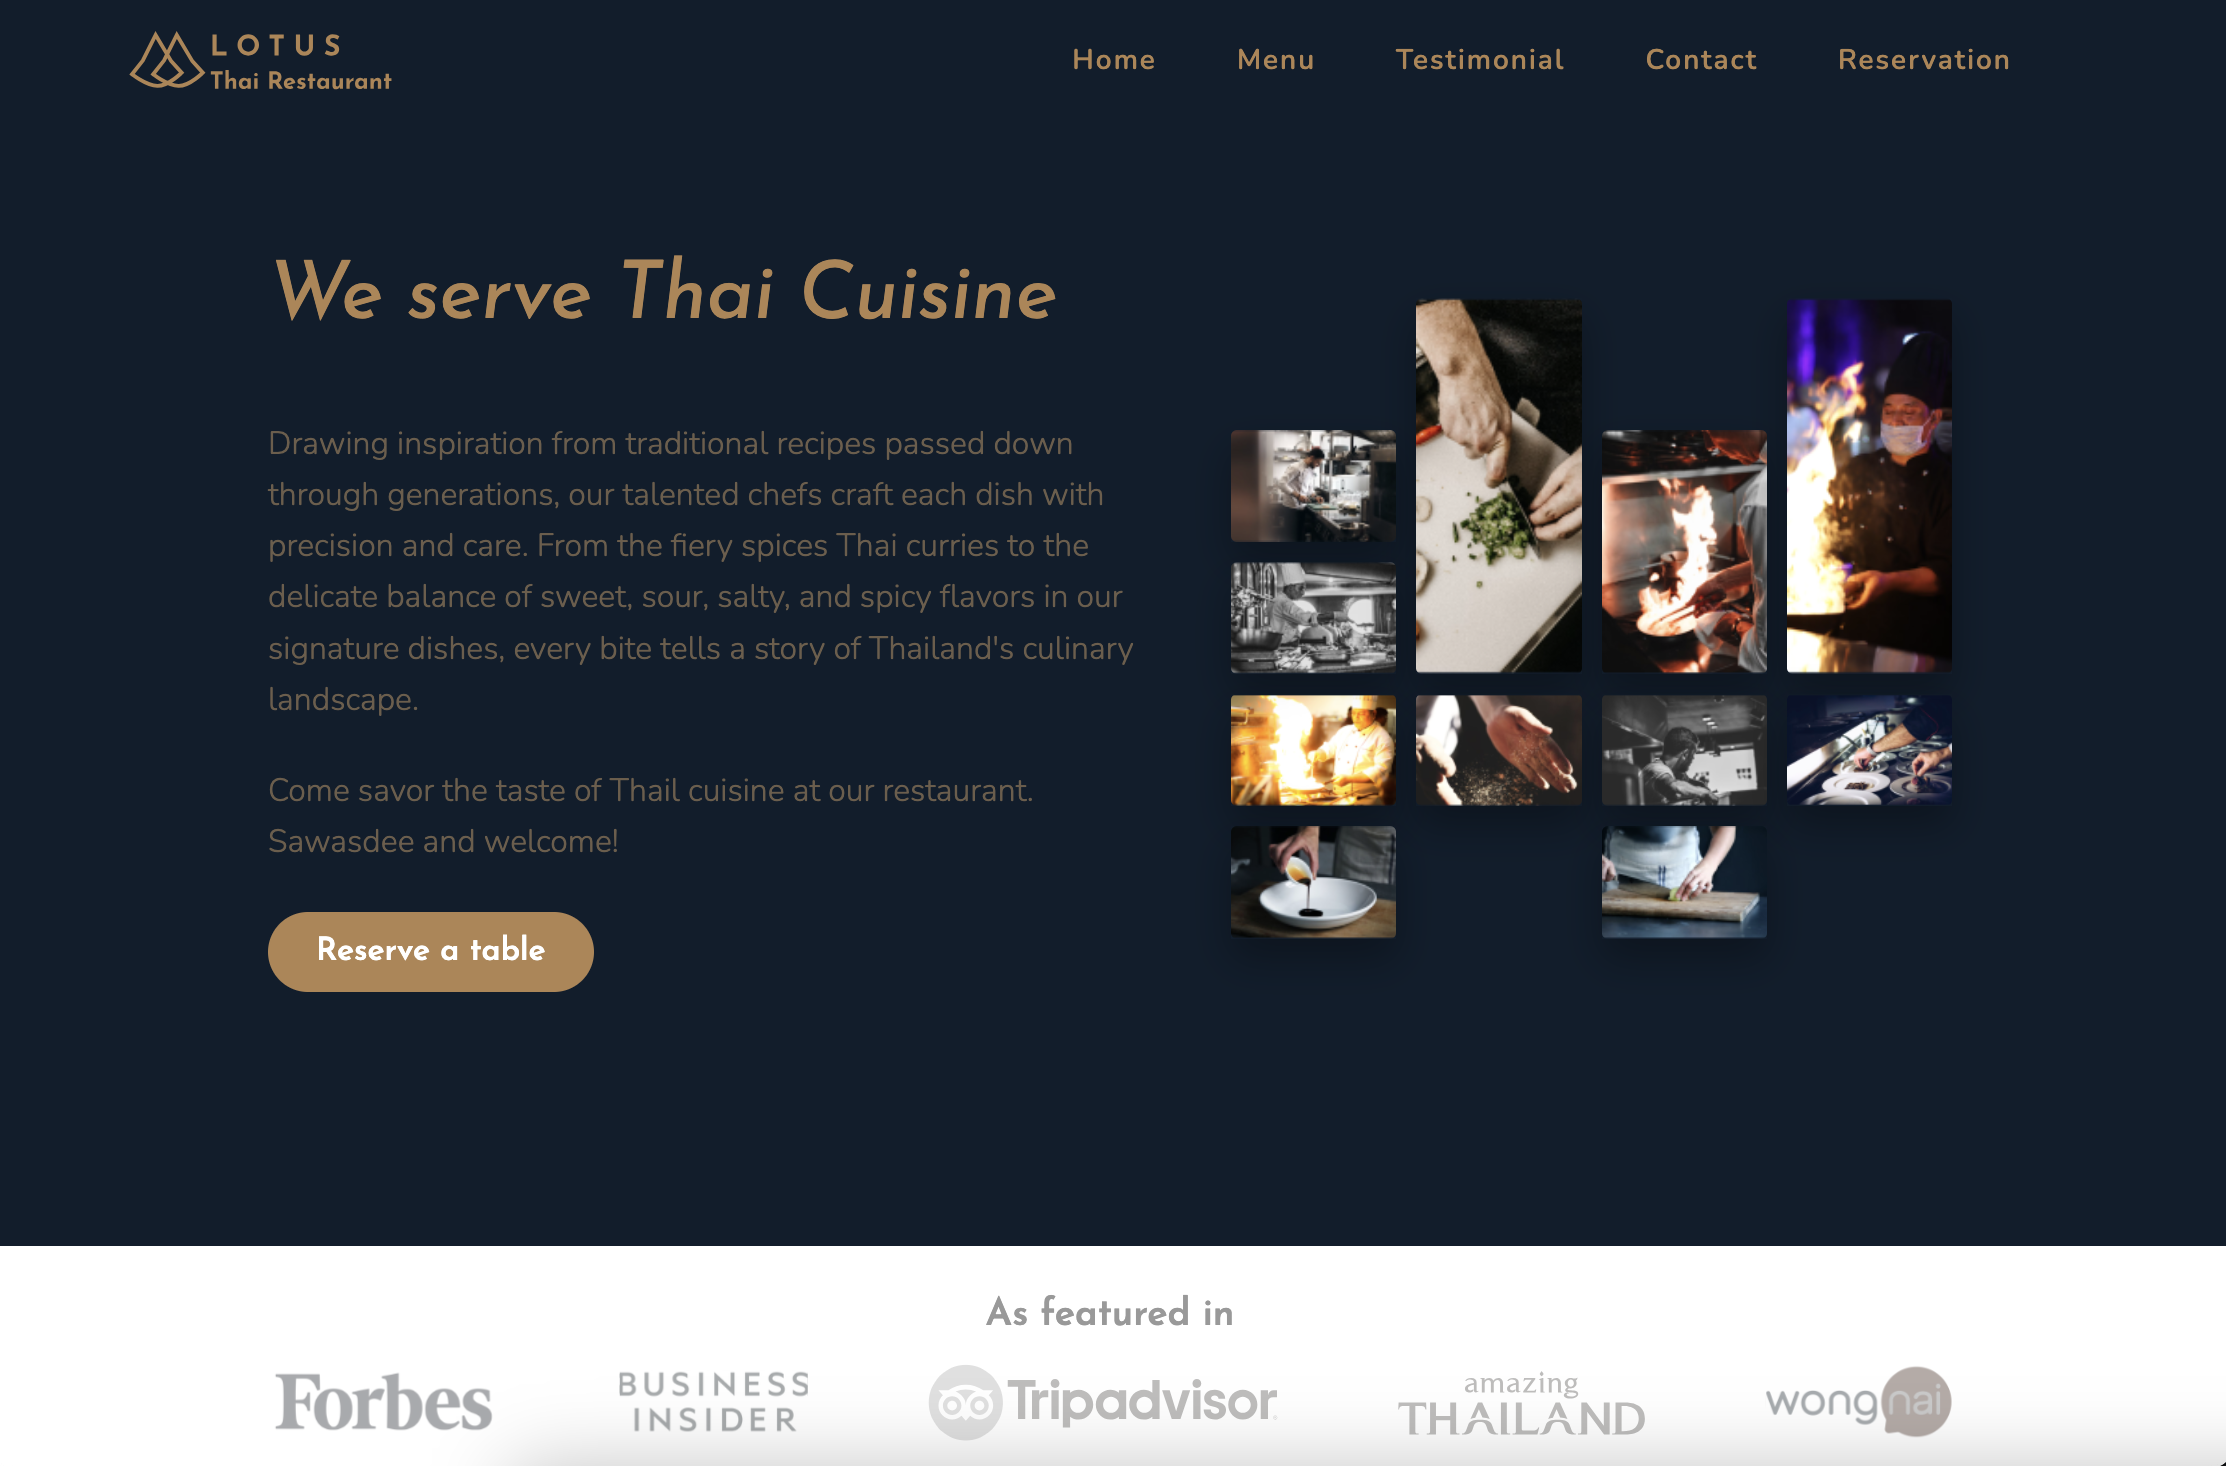 LOTUS
Thai Restaurant
Home Menu Testimonial Contact Reservation
We serve Thai Cuisine
Drawing inspiration from traditional recipes passed down
through generations, our talented chefs craft each dish with
precision and care. From the fiery spices Thai curries to the
delicate balance of sweet, sour, salty, and spicy flavors in our
signature dishes, every bite tells a story of Thailand's culinary
landscape.
Come savor the taste of Thail cuisine at our restaurant.
Sawasdee and welcome!
Reserve a table
As featured in
Forbes
BUSINESS
INSIDER
Tripadvisor
amazing
THAILAND
wongnai